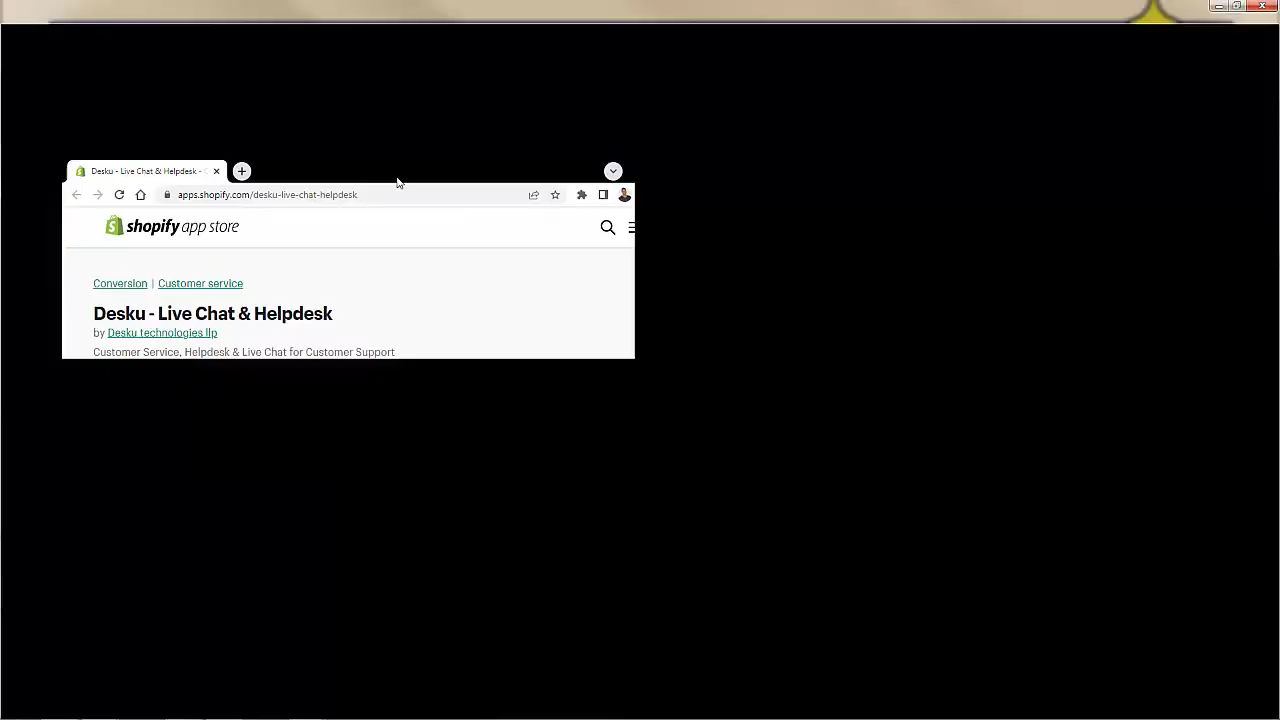 Desku - Live Chat & Helpdesk -
apps.shopify.com/desku-live-chat-helpdesk
shopify app store
Conversion | Customer service
Desku - Live Chat & Helpdesk
by Desku technologies llp
Customer Service, Helpdesk & Live Chat for Customer Support